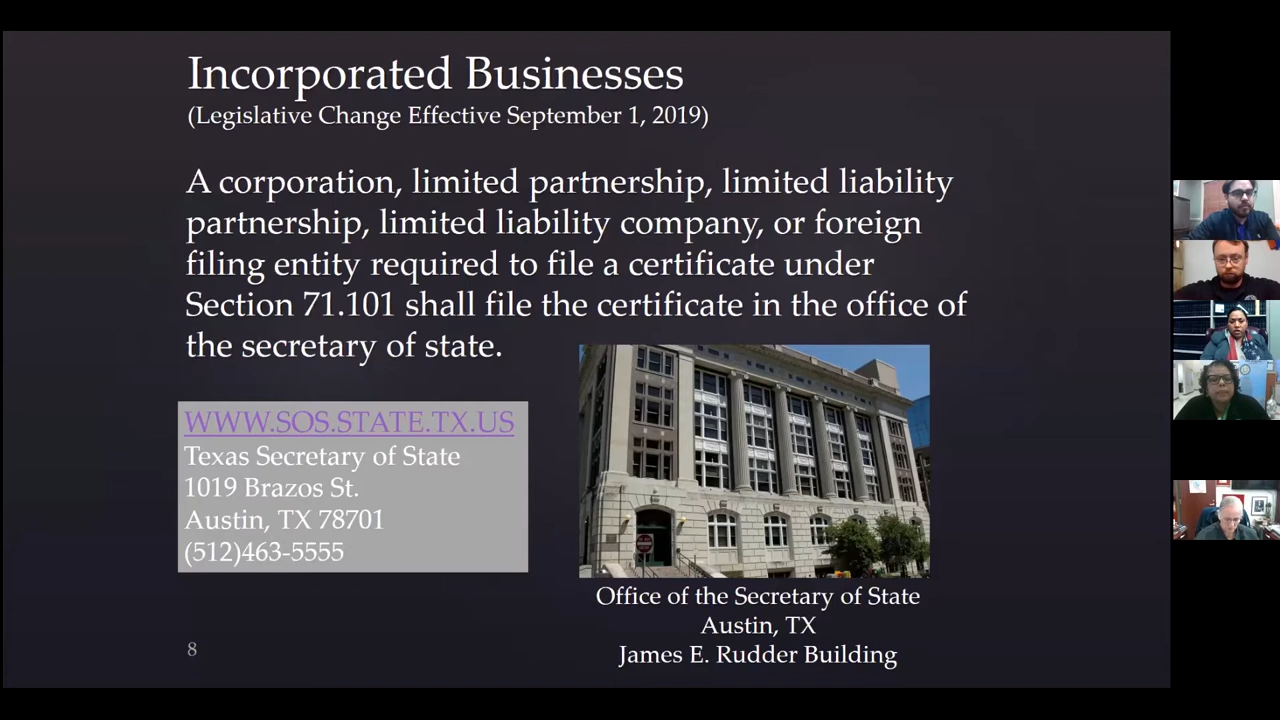 Incorporated Businesses
(Legislative Change Effective September 1, 2019)
A corporation, limited partnership, limited liability
partnership, limited liability company, or foreign
filing entity required to file a certificate under
Section 71.101 shall file the certificate in the office of
the secretary of state.
WWW.SOS.STATE.TX.US
Texas Secretary of State
1019 Brazos St.
Austin, TX 78701
(512)463-5555
Office of the Secretary of State
Austin, TX
James E. Rudder Building
8